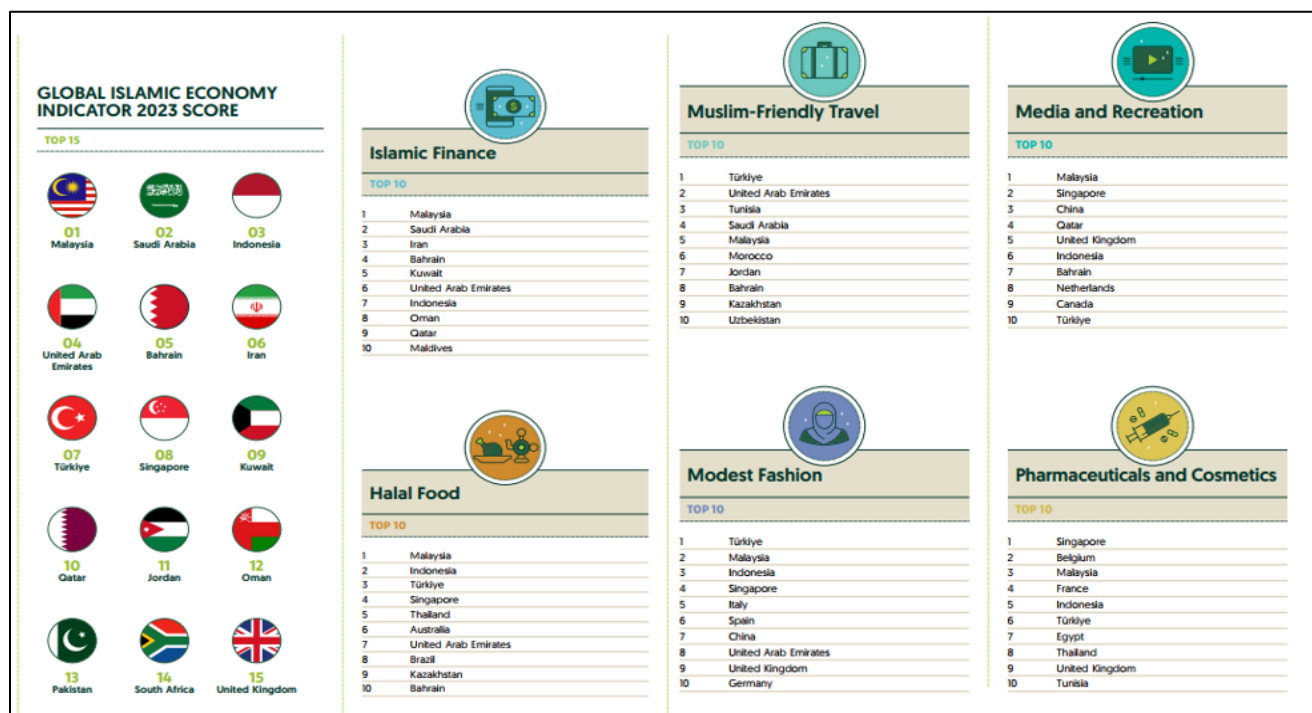 GLOBAL ISLAMIC ECONOMY
INDICATOR 2023 SCORE
TOP 15
01
Malaysia
02
Saudi Arabia
03
Indonesia
04
United Arab
Emirates
05
Bahrain
06
Iran
07
Türkiye
08
Singapore
09
Kuwait
10
Qatar
11
Jordan
12
Oman
13
Pakistan
14
South Africa
15
United Kingdom
Islamic Finance
TOP 10
1 Malaysia
2 Saudi Arabia
3 Iran
4 Bahrain
5 Kuwait
6 United Arab Emirates
7 Indonesia
8 Oman
9 Qatar
10 Maldives
Halal Food
TOP 10
1 Malaysia
2 Indonesia
3 Türkiye
4 Singapore
5 Thailand
6 Australia
7 United Arab Emirates
8 Brazil
9 Kazakhstan
10 Bahrain
Muslim-Friendly Travel
TOP 10
1 Türkiye
2 United Arab Emirates
3 Tunisia
4 Saudi Arabia
5 Malaysia
6 Morocco
7 Jordan
8 Bahrain
9 Kazakhstan
10 Uzbekistan
Modest Fashion
TOP 10
1 Türkiye
2 Malaysia
3 Indonesia
4 Singapore
5 Italy
6 Spain
7 China
8 United Arab Emirates
9 United Kingdom
10 Germany
Media and Recreation
TOP 10
1 Malaysia
2 Singapore
3 China
4 Qatar
5 United Kingdom
6 Indonesia
7 Bahrain
8 Netherlands
9 Canada
10 Türkiye
Pharmaceuticals and Cosmetics
TOP 10
1 Singapore
2 Belgium
3 Malaysia
4 France
5 Indonesia
6 Türkiye
7 Egypt
8 Thailand
9 United Kingdom
10 Tunisia